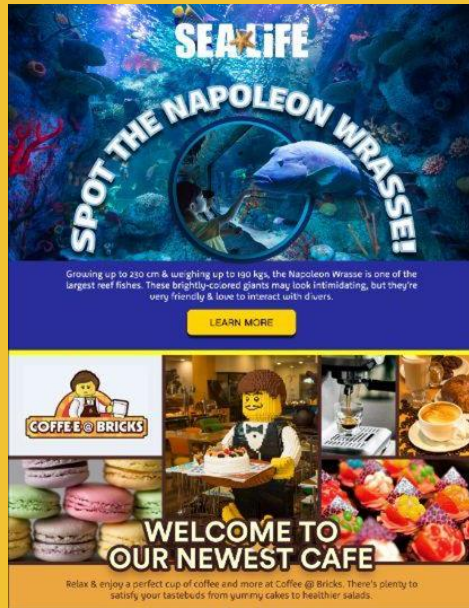 SEA LiFE
SPOT THE NAPOLEON WRASSE!
Growing up to 230 cm & weighing up to 190 kgs, the Napoleon Wrasse is one of the
largest reef fishes. These brightly-colored giants may look intimidating, but they're
very friendly & love to interact with divers.
LEARN MORE
COFFEE @ BRICKS
WELCOME TO
OUR NEWEST CAFE
Relax & enjoy a perfect cup of coffee and more at Coffee @ Bricks. There's plenty to
satisfy your tastebuds from yummy cakes to healthier salads.